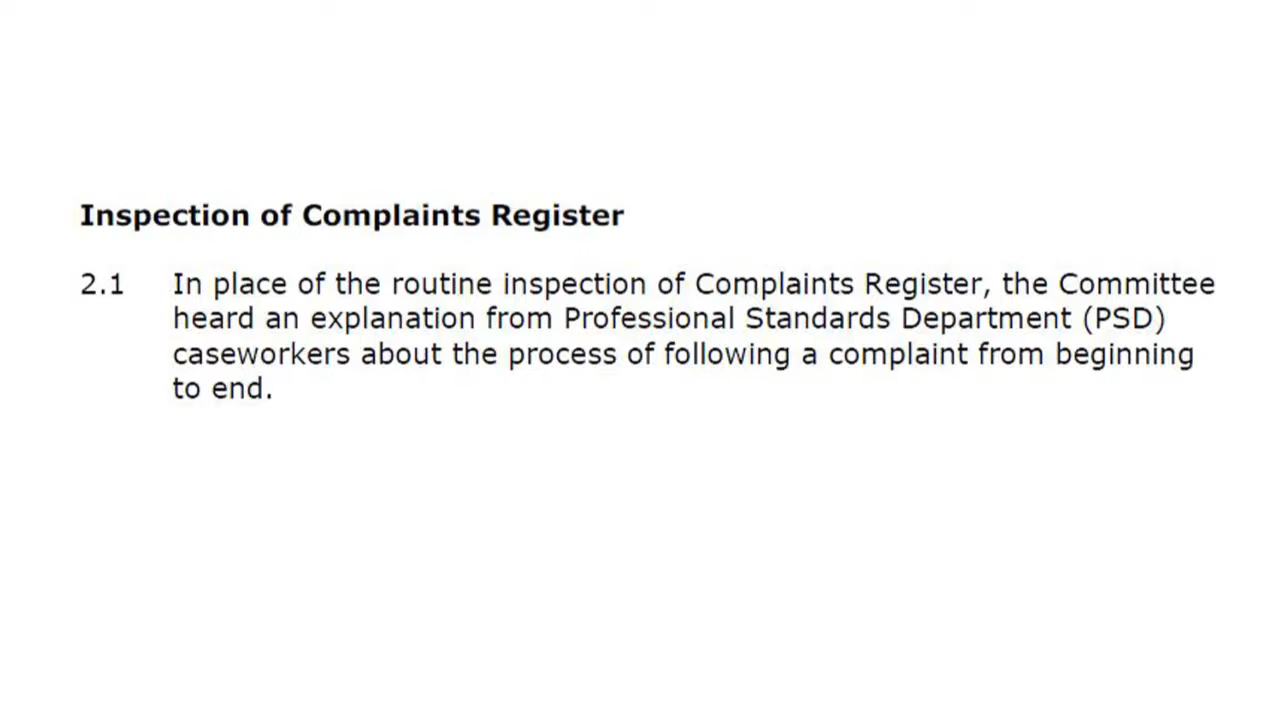 Inspection of Complaints Register
2.1 In place of the routine inspection of Complaints Register, the Committee
heard an explanation from Professional Standards Department (PSD)
caseworkers about the process of following a complaint from beginning
to end.